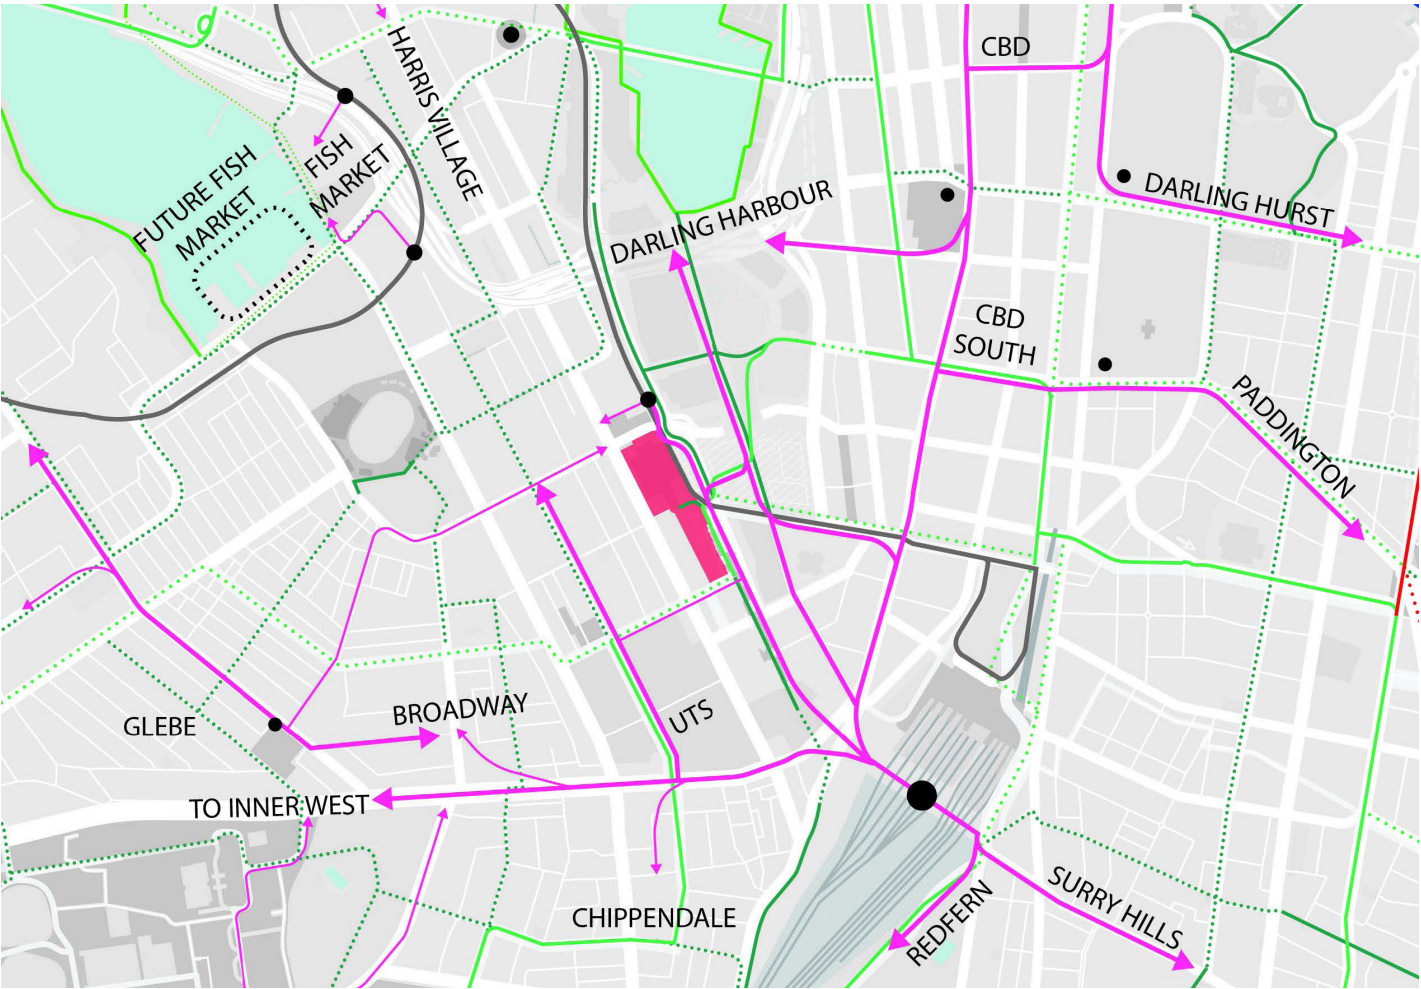 CBD
HARRIS VILLAGE
FISH
MARKET
FUTURE FISH
MARKET
DARLING HARBOUR
DARLING HURST
CBD
SOUTH
PADDINGTON
GLEBE
BROADWAY
UTS
TO INNER WEST
CHIPPENDALE
REDFERN
SURRY HILLS